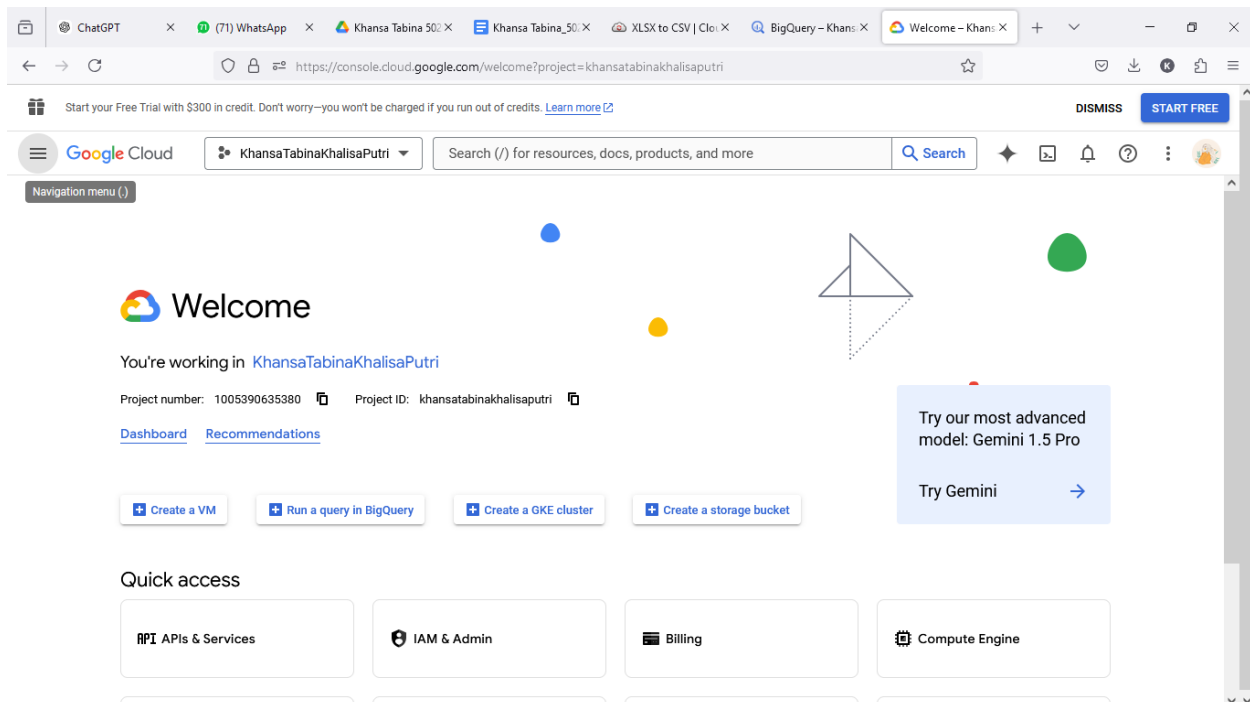 ChatGPT
(71) WhatsApp
Khansa Tabina 502
Khansa Tabina_50
XLSX to CSV | Clo
BigQuery – Khans
Welcome – Khans
https://console.cloud.google.com/welcome?project=khansatabinakhalisaputri
K
Start your Free Trial with $300 in credit. Don't worry—you won't be charged if you run out of credits. Learn more
DISMISS
START FREE
Google Cloud
KhansaTabinaKhalisaPutri
Search (/) for resources, docs, products, and more
Search
Navigation menu (.)
Welcome
You're working in KhansaTabinaKhalisaPutri
Project number: 1005390635380 Project ID: khansatabinakhalisaputri
Dashboard Recommendations
Try our most advanced
model: Gemini 1.5 Pro
Try Gemini
Create a VM
Run a query in BigQuery
Create a GKE cluster
Create a storage bucket
Quick access
API APIs & Services
IAM & Admin
Billing
Compute Engine